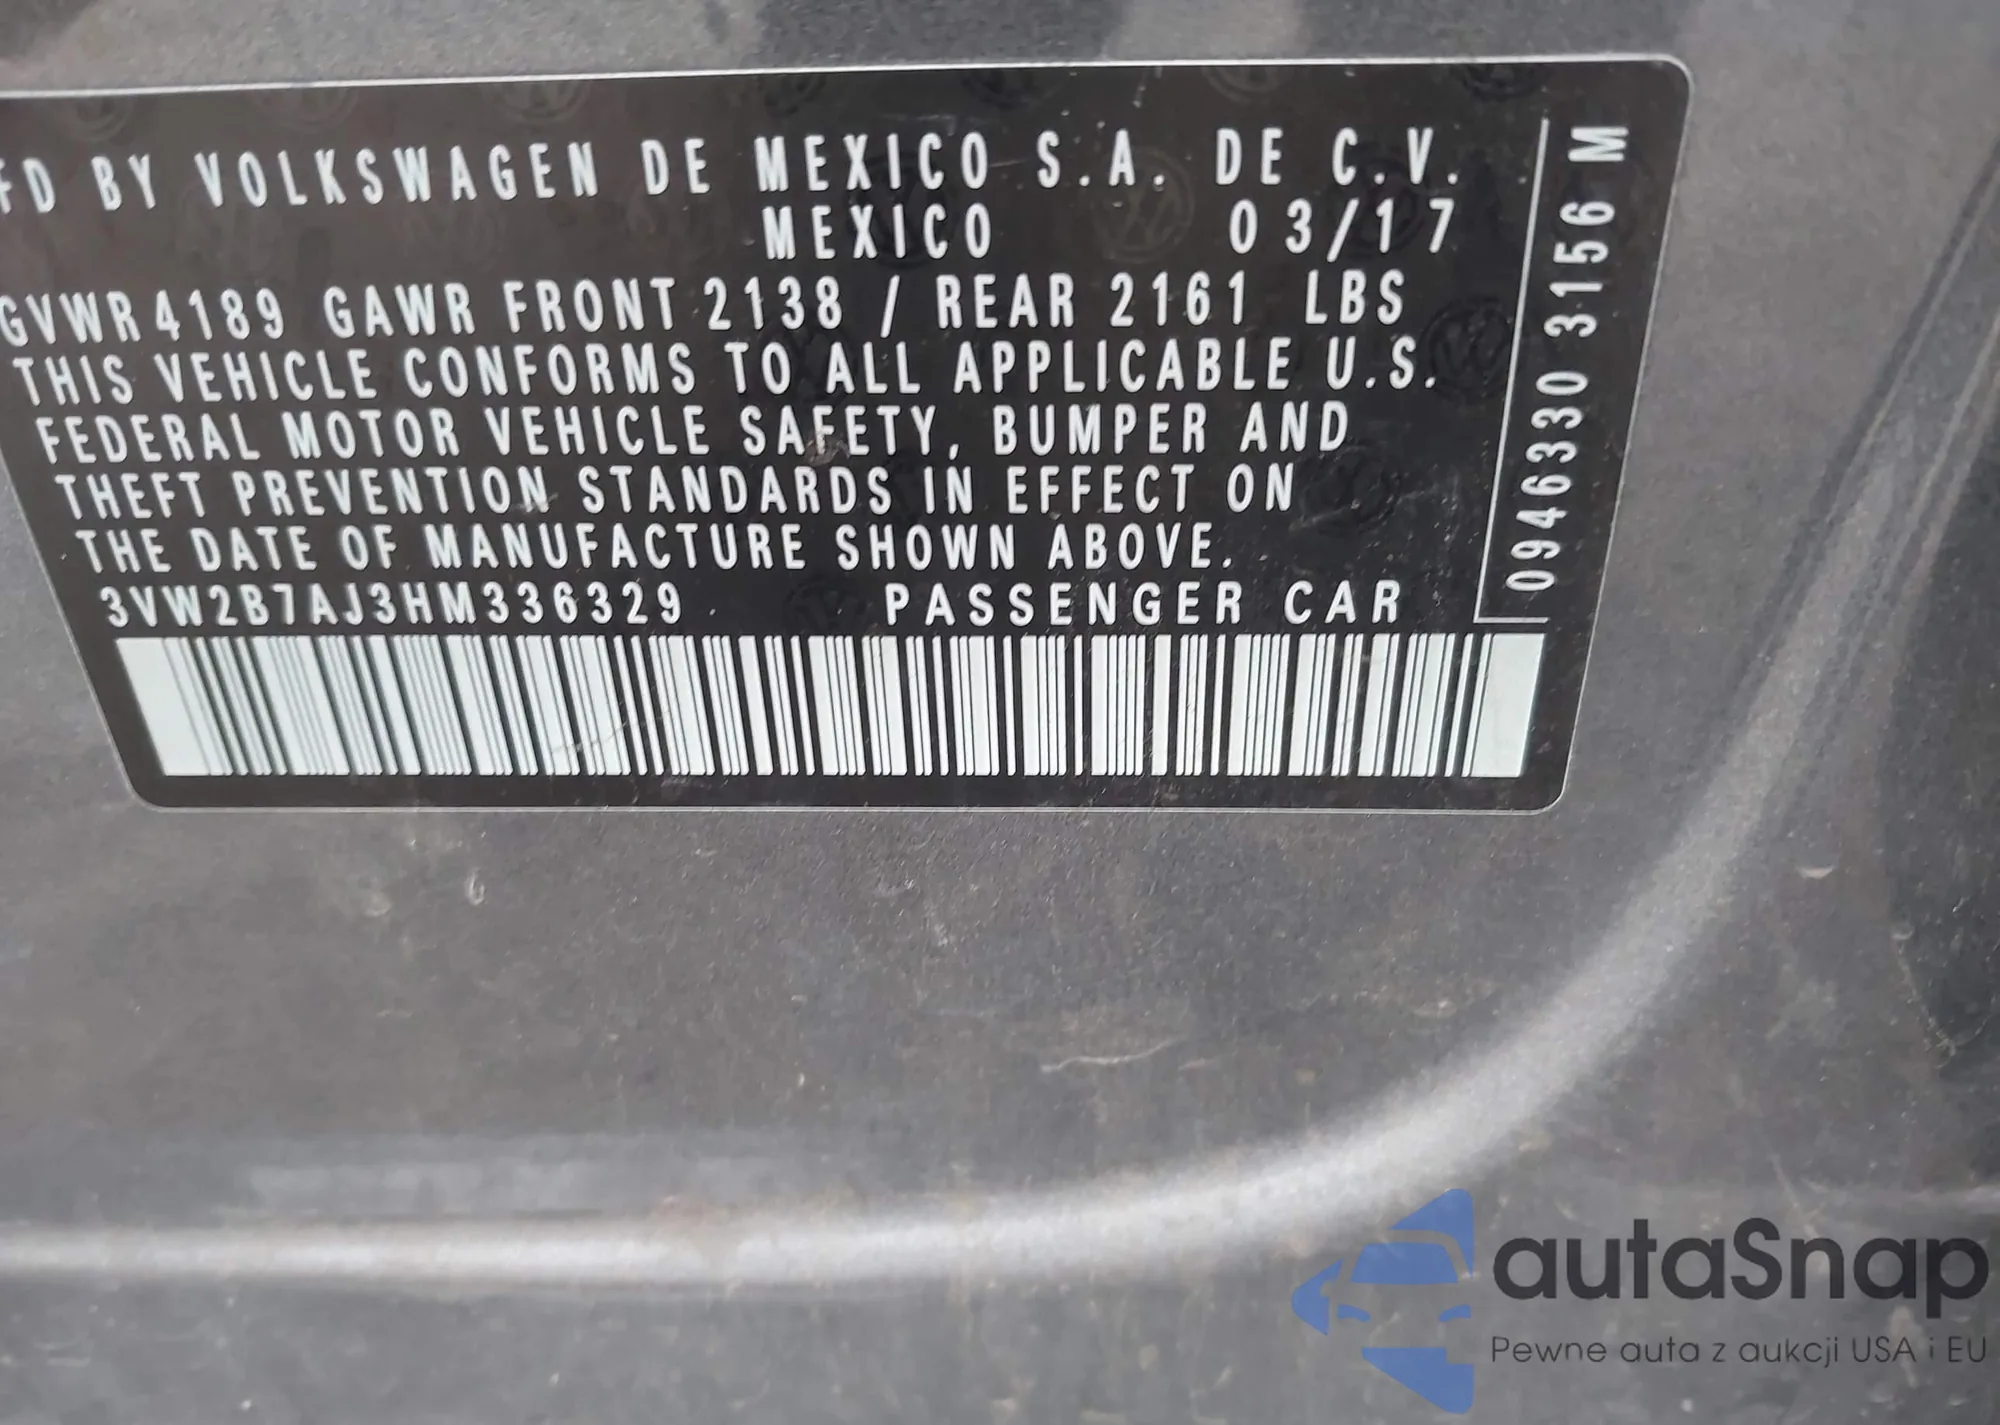 FD BY VOLKSWAGEN DE MEXICO S.A. DE C.V.
MEXICO 03/17
GVWR 4189 GAWR FRONT 2138 / REAR 2161 LBS
THIS VEHICLE CONFORMS TO ALL APPLICABLE U.S.
FEDERAL MOTOR VEHICLE SAFETY, BUMPER AND
THEFT PREVENTION STANDARDS IN EFFECT ON
THE DATE OF MANUFACTURE SHOWN ABOVE.
3VW2B7AJ3HM336329 PASSENGER CAR
0946330 3156 M
autaSnap
Pewne auta z aukcji USA i EU